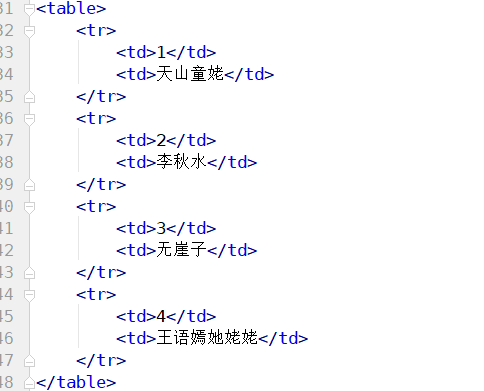 31 <table>
32 <tr>
33 <td>1</td>
34 <td>天山童姥</td>
35 </tr>
36 <tr>
37 <td>2</td>
38 <td>李秋水</td>
39 </tr>
40 <tr>
41 <td>3</td>
42 <td>无崖子</td>
43 </tr>
44 <tr>
45 <td>4</td>
46 <td>王语嫣她姥姥</td>
47 </tr>
48 </table>